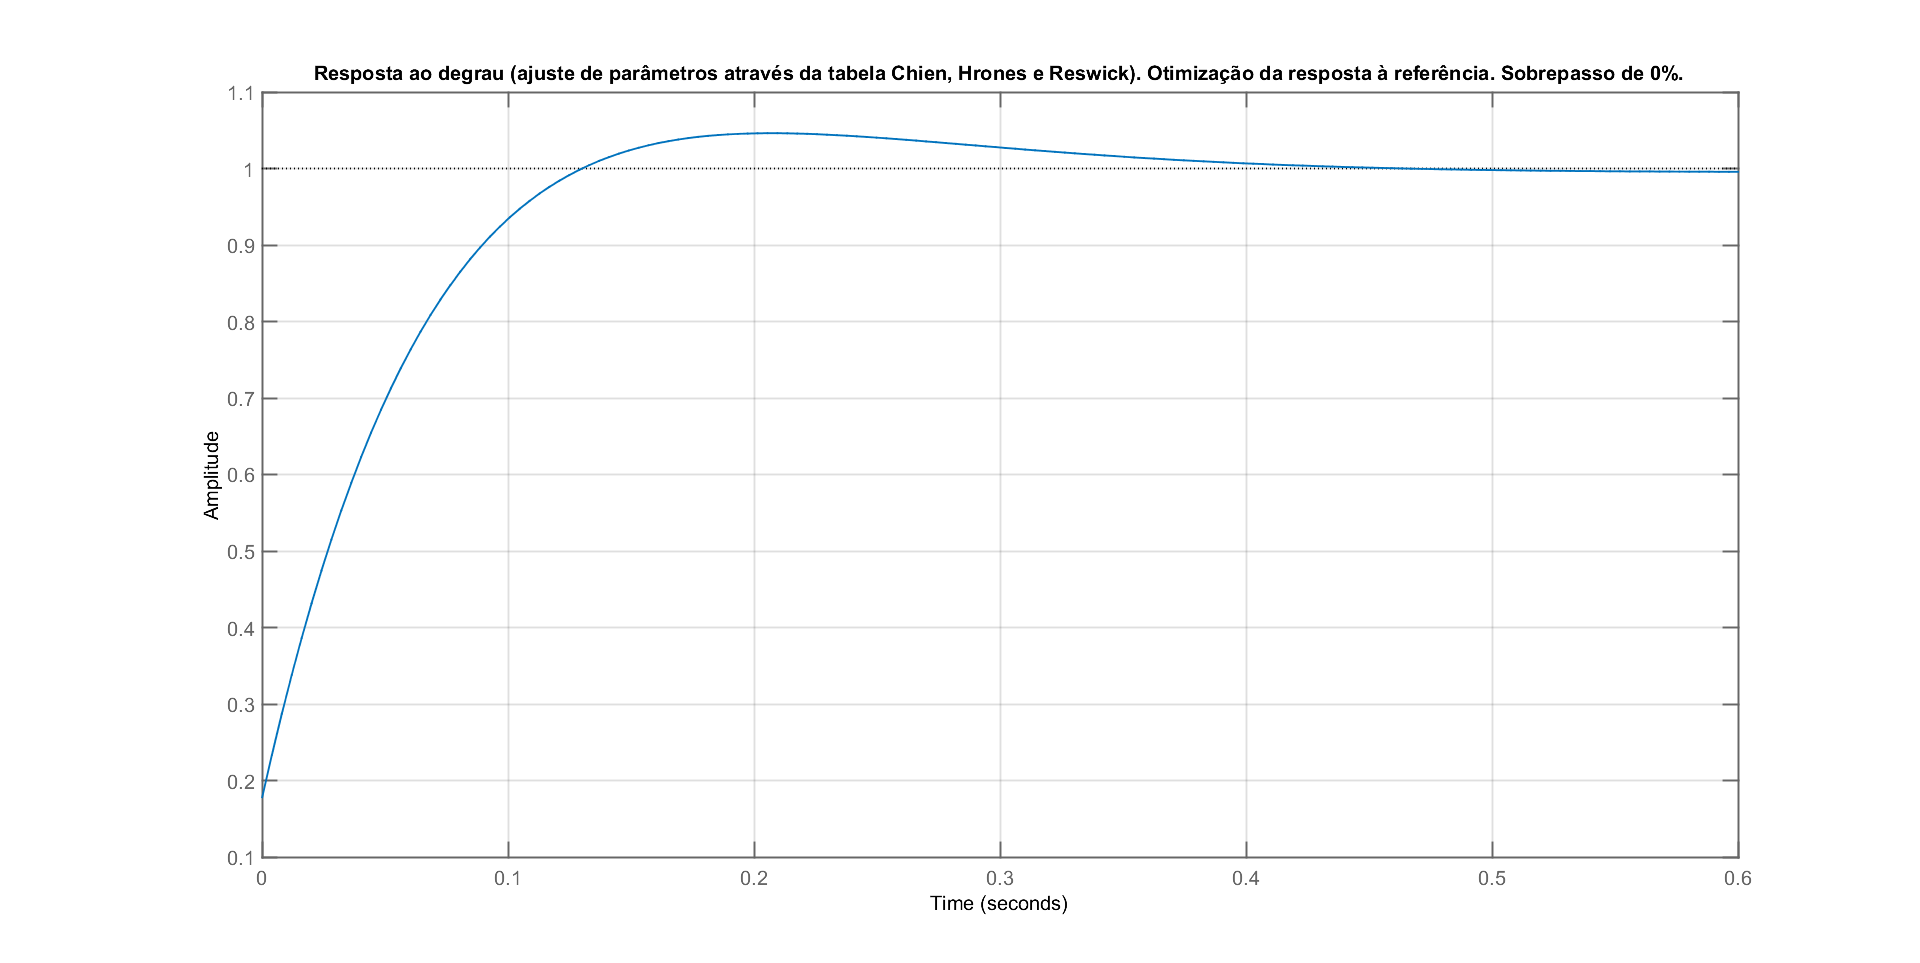 Resposta ao degrau (ajuste de parâmetros através da tabela Chien, Hrones e Reswick). Otimização da resposta à referência. Sobrepasso de 0%.
1.1
1
0.9
0.8
0.7
0.6
0.5
0.4
0.3
0.2
0.1
Amplitude
0 0.1 0.2 0.3 0.4 0.5 0.6
Time (seconds)